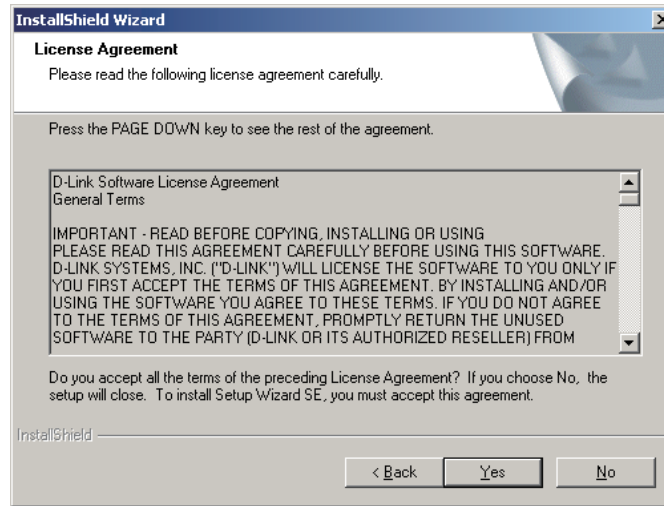 InstallShield Wizard
License Agreement
Please read the following license agreement carefully.
Press the PAGE DOWN key to see the rest of the agreement.
D-Link Software License Agreement
General Terms
IMPORTANT - READ BEFORE COPYING, INSTALLING OR USING
PLEASE READ THIS AGREEMENT CAREFULLY BEFORE USING THIS SOFTWARE.
D-LINK SYSTEMS, INC. ("D-LINK") WILL LICENSE THE SOFTWARE TO YOU ONLY IF
YOU FIRST ACCEPT THE TERMS OF THIS AGREEMENT. BY INSTALLING AND/OR
USING THE SOFTWARE YOU AGREE TO THESE TERMS. IF YOU DO NOT AGREE
TO THE TERMS OF THIS AGREEMENT, PROMPTLY RETURN THE UNUSED
SOFTWARE TO THE PARTY (D-LINK OR ITS AUTHORIZED RESELLER) FROM
Do you accept all the terms of the preceding License Agreement? If you choose No, the
setup will close. To install Setup Wizard SE, you must accept this agreement.
InstallShield
< Back Yes No